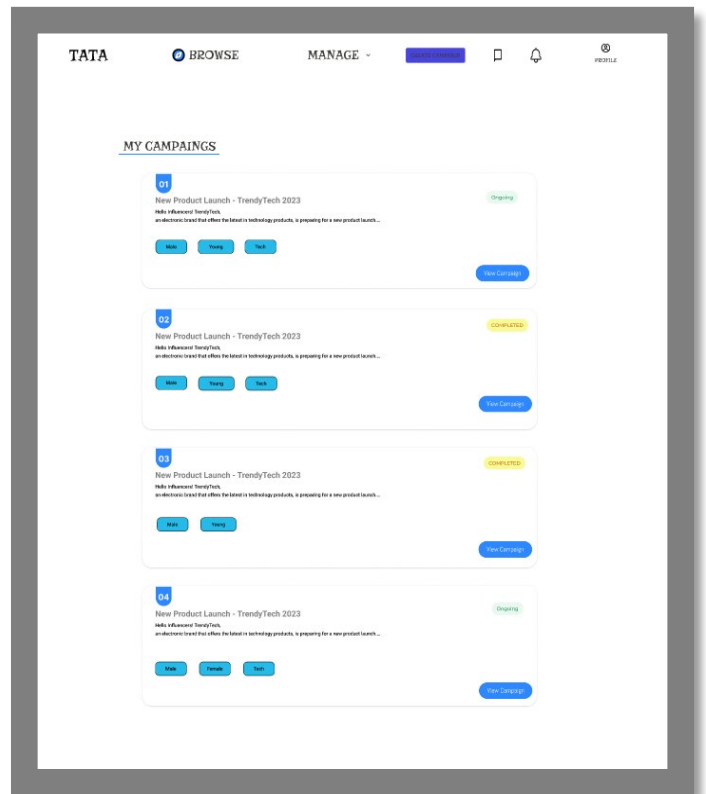 TATA BROWSE MANAGE
PROFILE
MY CAMPAINGS
01
New Product Launch - TrendyTech 2023
Ongoing
Hello Influencers! TrendyTech,
an electronic brand that offers the latest in technology products, is preparing for a new product launch...
Male Young Tech
View Campaign
02
COMPLETED
New Product Launch - TrendyTech 2023
Hello Influencers! TrendyTech,
an electronic brand that offers the latest in technology products, is preparing for a new product launch...
Male Young Tech
View Campaign
03
COMPLETED
New Product Launch - TrendyTech 2023
Hello Influencers! TrendyTech,
an electronic brand that offers the latest in technology products, is preparing for a new product launch...
Male Young
View Campaign
04
Ongoing
New Product Launch - TrendyTech 2023
Hello Influencers! TrendyTech,
an electronic brand that offers the latest in technology products, is preparing for a new product launch...
Male Female Tech
View Campaign